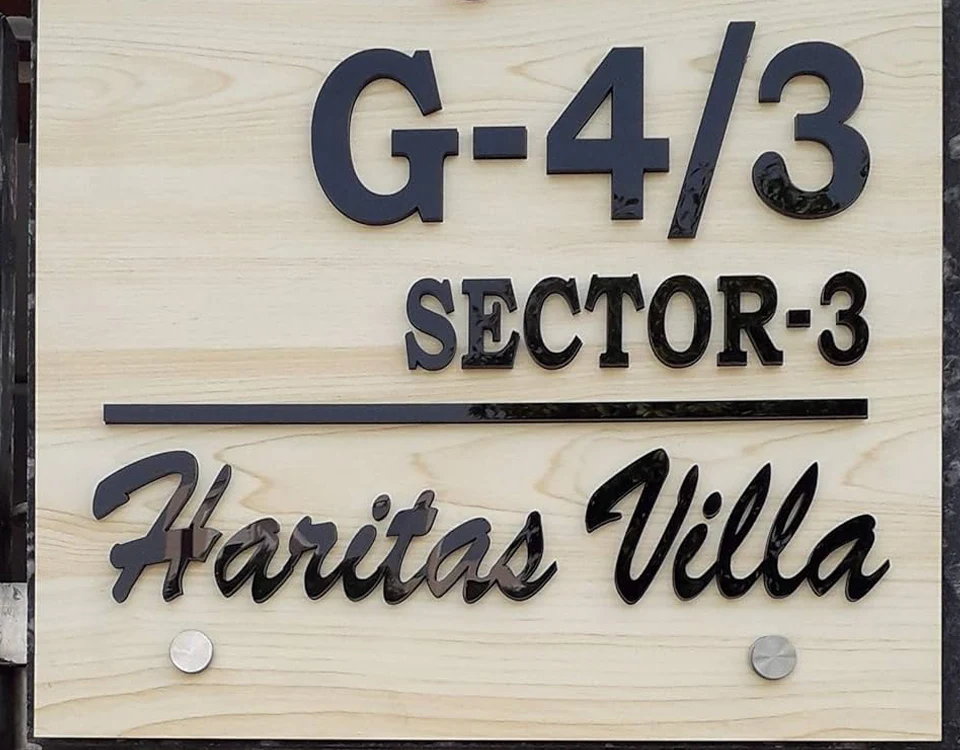 G-4/3
SECTOR-3
Haritas Villa